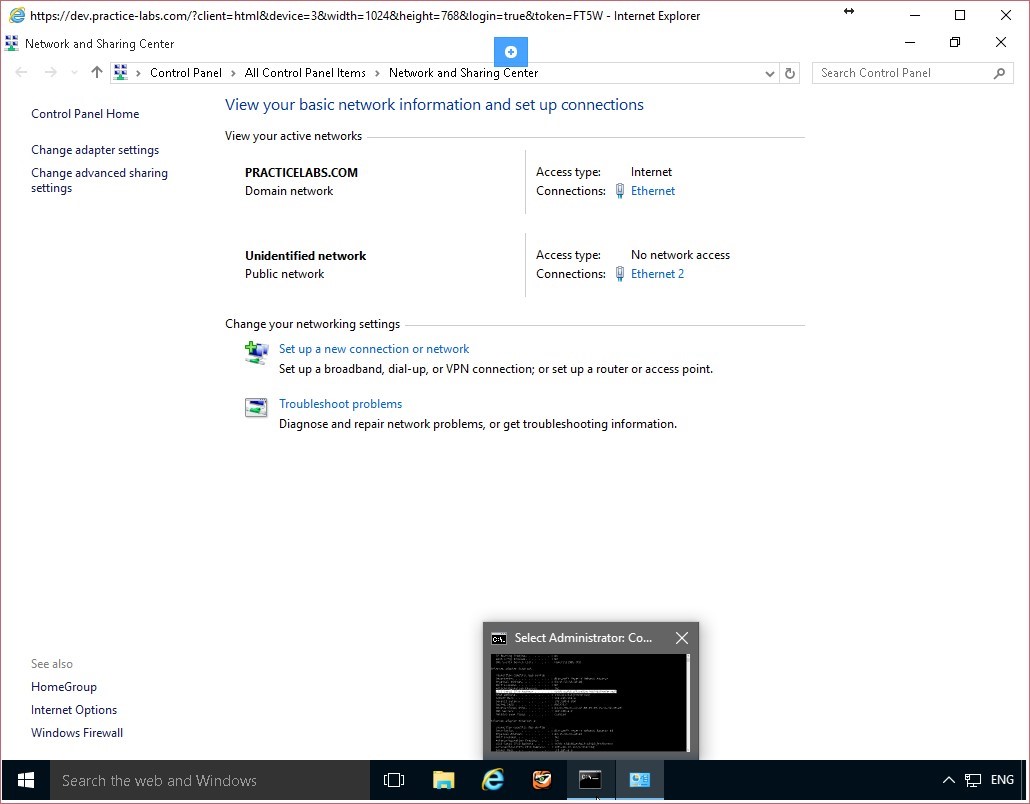 https://dev.practice-labs.com/?client=html&device=3&width=1024&height=768&login=true&token=FT5W - Internet Explorer
Network and Sharing Center
Control Panel > All Control Panel Items > Network and Sharing Center
Search Control Panel
Control Panel Home
Change adapter settings
Change advanced sharing
settings
View your basic network information and set up connections
View your active networks
PRACTICELABS.COM
Domain network
Access type: Internet
Connections: Ethernet
Unidentified network
Public network
Access type: No network access
Connections: Ethernet 2
Change your networking settings
Set up a new connection or network
Set up a broadband, dial-up, or VPN connection; or set up a router or access point.
Troubleshoot problems
Diagnose and repair network problems, or get troubleshooting information.
See also
HomeGroup
Internet Options
Windows Firewall
Select Administrator: Co...
Search the web and Windows
ENG